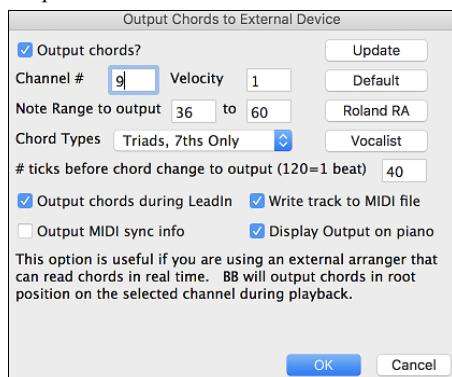 Output Chords to External Device
Output chords? Update
Channel # 9 Velocity 1 Default
Note Range to output 36 to 60 Roland RA
Chord Types Triads, 7ths Only Vocalist
# ticks before chord change to output (120=1 beat) 40
Output chords during LeadIn Write track to MIDI file
Output MIDI sync info Display Output on piano
This option is useful if you are using an external arranger that
can read chords in real time. BB will output chords in root
position on the selected channel during playback.
OK Cancel